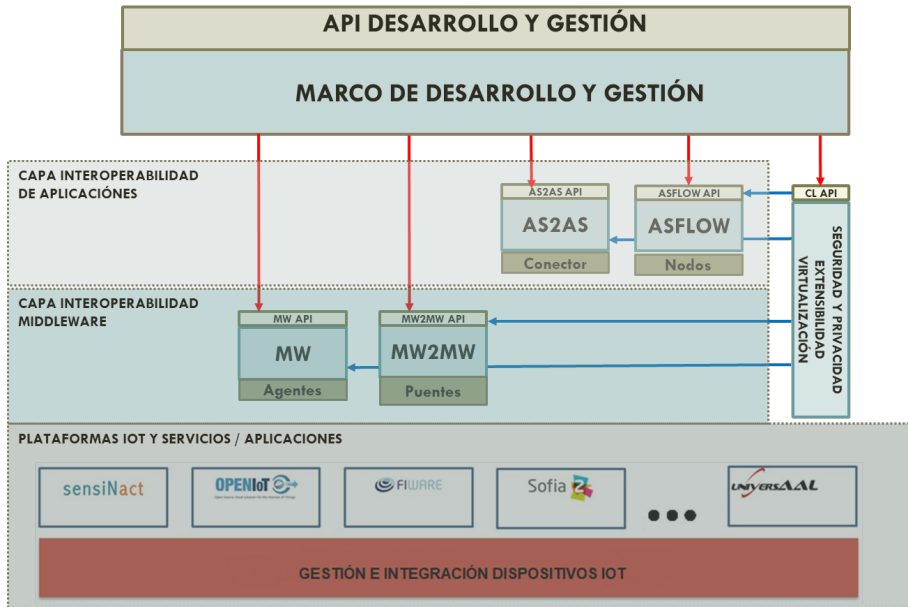 API DESARROLLO Y GESTIÓN
MARCO DE DESARROLLO Y GESTIÓN
CAPA INTEROPERABILIDAD
DE APLICACIÓNES
AS2AS API
AS2AS
Conector
ASFLOW API
ASFLOW
Nodos
CL API
SEGURIDAD Y PRIVACIDAD
EXTENSIBILIDAD
VIRTUALIZACIÓN
CAPA INTEROPERABILIDAD
MIDDLEWARE
MW API
MW
Agentes
MW2MW API
MW2MW
Puentes
PLATAFORMAS IOT Y SERVICIOS / APLICACIONES
sensiNact
OPENIoT
FIWARE
Sofia 2
UNIVERSAAL
GESTIÓN E INTEGRACIÓN DISPOSITIVOS IOT